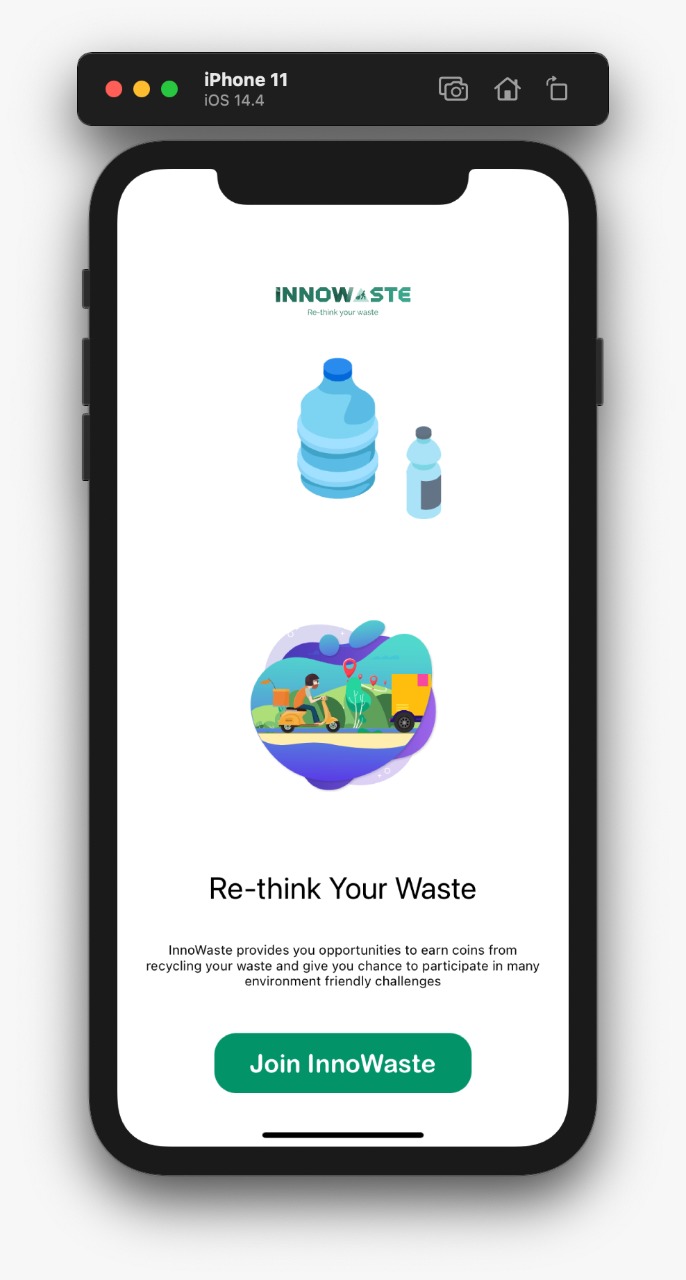 iPhone 11
iOS 14.4
INNOWASTE
Re-think your waste
Re-think Your Waste
InnoWaste provides you opportunities to earn coins from
recycling your waste and give you chance to participate in many
environment friendly challenges
Join InnoWaste